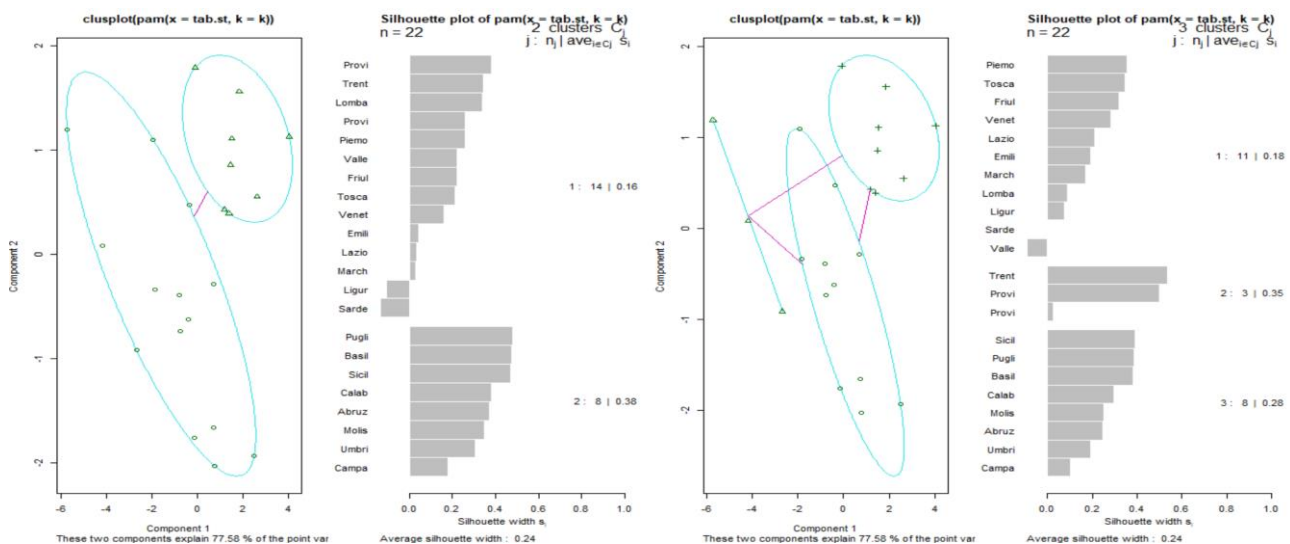 clusplot(pam(x = tab.st, k = k))
Component 2
2
1
0
-1
-2
-6
-4
-2
0
2
4
Component 1
These two components explain 77.58 % of the point var
Silhouette plot of pam(x = tab.st, k = k)
n = 22
2 clusters Cj
j : nj | avei∈Cj si
Provi
Trent
Lomba
Provi
Piemo
Valle
Friul
Tosca
Venet
Emili
Lazio
March
Ligur
Sarde
1 : 14 | 0.16
Pugli
Basil
Sicil
Calab
Abruz
Molis
Umbri
Campa
2 : 8 | 0.38
0.0
0.2
0.4
0.6
0.8
1.0
Silhouette width si
Average silhouette width : 0.24
clusplot(pam(x = tab.st, k = k))
Component 2
2
1
0
-1
-2
-6
-4
-2
0
2
4
Component 1
These two components explain 77.58 % of the point var
Silhouette plot of pam(x = tab.st, k = k)
n = 22
3 clusters Cj
j : nj | avei∈Cj si
Piemo
Tosca
Friul
Venet
Lazio
Emili
March
Lomba
Ligur
Sarde
Valle
1 : 11 | 0.18
Trent
Provi
Provi
2 : 3 | 0.35
Sicil
Pugli
Basil
Calab
Molis
Abruz
Umbri
Campa
3 : 8 | 0.28
0.0
0.2
0.4
0.6
0.8
1.0
Silhouette width si
Average silhouette width : 0.24